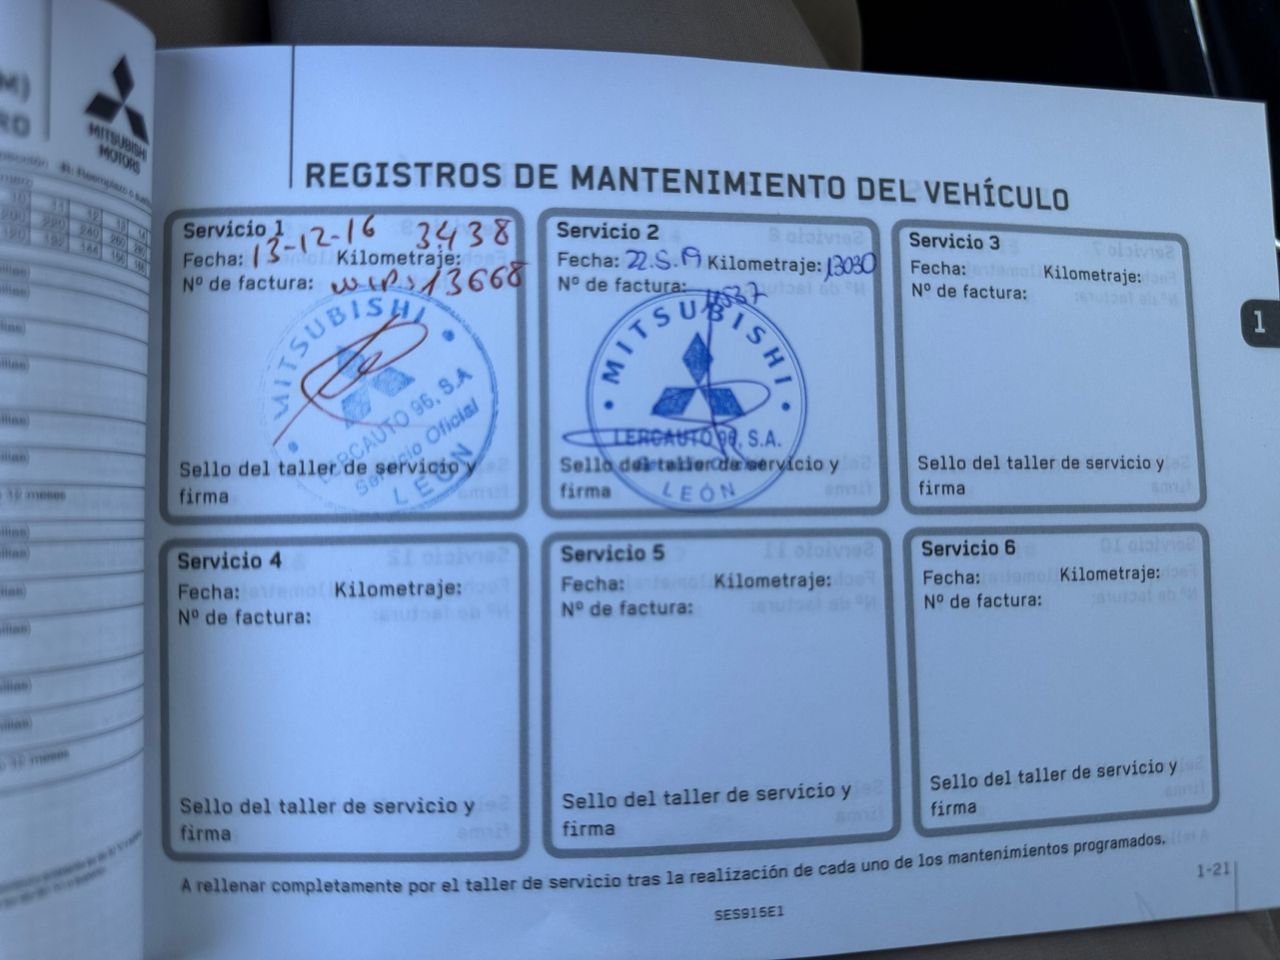 MITSUBISHI
MOTORS
REGISTROS DE MANTENIMIENTO DEL VEHÍCULO
Servicio 1
3438
Fecha: 13-12-16 Kilometraje:
Nº de factura: 13668
MITSUBISHI
LERCAUTO 96, S.A
Servicio Oficial
LEÓN
Sello del taller de servicio y
firma
Servicio 2
Fecha: 22.5.19 Kilometraje: 13030
Nº de factura:
MITSUBISHI
LERCAUTO 96, S.A.
LEÓN
Sello del taller de servicio y
firma
Servicio 3
Fecha: Kilometraje:
Nº de factura:
Sello del taller de servicio y
firma
1
Servicio 4
Fecha: Kilometraje:
Nº de factura:
Sello del taller de servicio y
firma
Servicio 5
Fecha: Kilometraje:
Nº de factura:
Sello del taller de servicio y
firma
Servicio 6
Fecha: Kilometraje:
Nº de factura:
Sello del taller de servicio y
firma
A rellenar completamente por el taller de servicio tras la realización de cada uno de los mantenimientos programados.
1-21
SES915E1